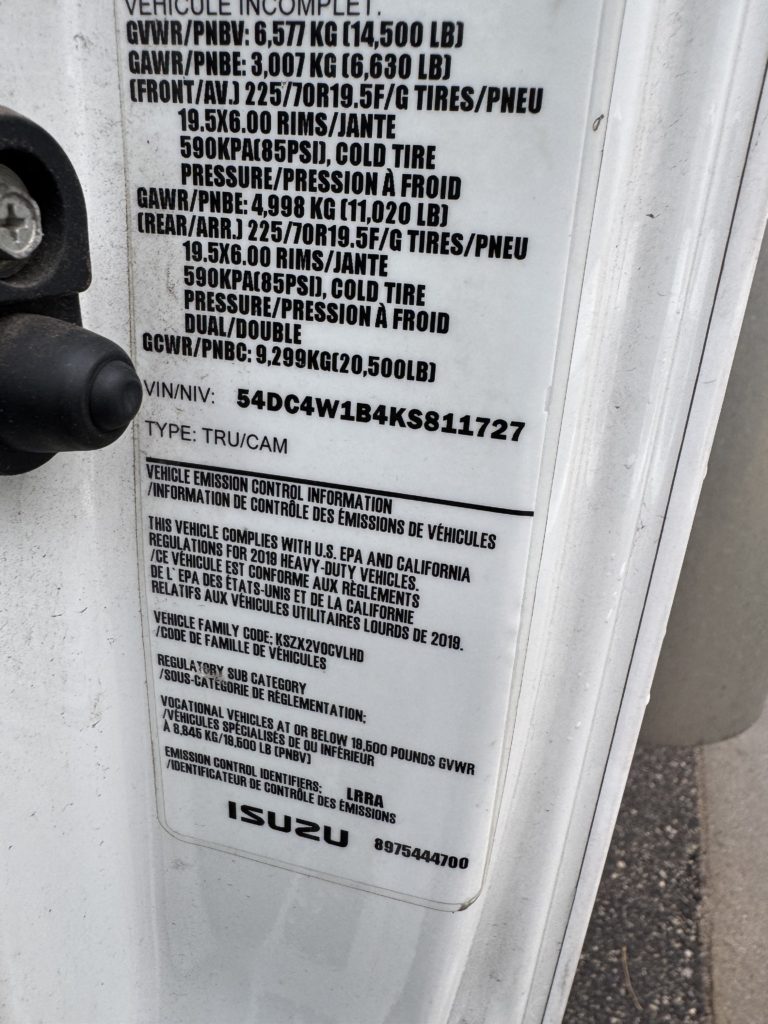 VEHICULE INCOMPLET.
GVWR/PNBV: 6,577 KG (14,500 LB)
GAWR/PNBE: 3,007 KG (6,630 LB)
(FRONT/AV.) 225/70R19.5F/G TIRES/PNEU
19.5X6.00 RIMS/JANTE
590KPA(85PSI), COLD TIRE
PRESSURE/PRESSION À FROID
GAWR/PNBE: 4,998 KG (11,020 LB)
(REAR/ARR.) 225/70R19.5F/G TIRES/PNEU
19.5X6.00 RIMS/JANTE
590KPA(85PSI), COLD TIRE
PRESSURE/PRESSION À FROID
DUAL/DOUBLE
GCWR/PNBC: 9,299KG(20,500LB)
VIN/NIV: 54DC4W1B4KS811727
TYPE: TRU/CAM
VEHICLE EMISSION CONTROL INFORMATION
/INFORMATION DE CONTRÔLE DES ÉMISSIONS DE VÉHICULES
THIS VEHICLE COMPLIES WITH U.S. EPA AND CALIFORNIA
REGULATIONS FOR 2019 HEAVY-DUTY VEHICLES.
/CE VÉHICULE EST CONFORME AUX RÈGLEMENTS
DE L' EPA DES ÉTATS-UNIS ET DE LA CALIFORNIE
RELATIFS AUX VÉHICULES UTILITAIRES LOURDS DE 2019.
VEHICLE FAMILY CODE: KSZX2VOCVLHD
/CODE DE FAMILLE DE VÉHICULES
REGULATORY SUB CATEGORY
/SOUS-CATÉGORIE DE RÈGLEMENTATION:
VOCATIONAL VEHICLES AT OR BELOW 19,500 POUNDS GVWR
/VÉHICULES SPÉCIALISÉS DE OU INFÉRIEUR
À 8,845 KG/19,500 LB (PNBV)
EMISSION CONTROL IDENTIFIERS: LRRA
/IDENTIFICATEUR DE CONTRÔLE DES ÉMISSIONS
ISUZU 8975444700